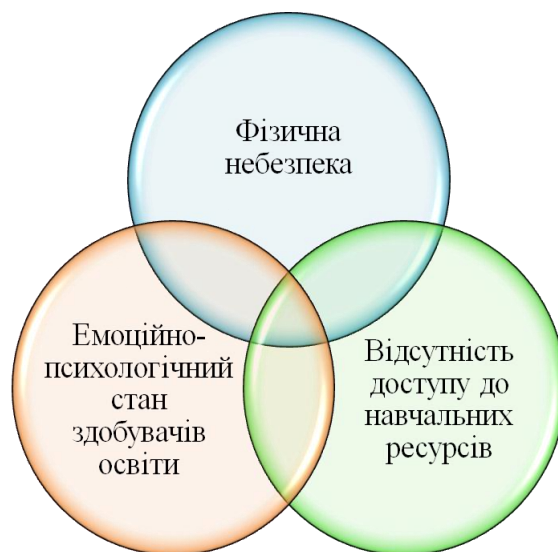 Фізична
небезпека
Емоційно-
психологічний
стан
здобувачів
освіти
Відсутність
доступу до
навчальних
ресурсів